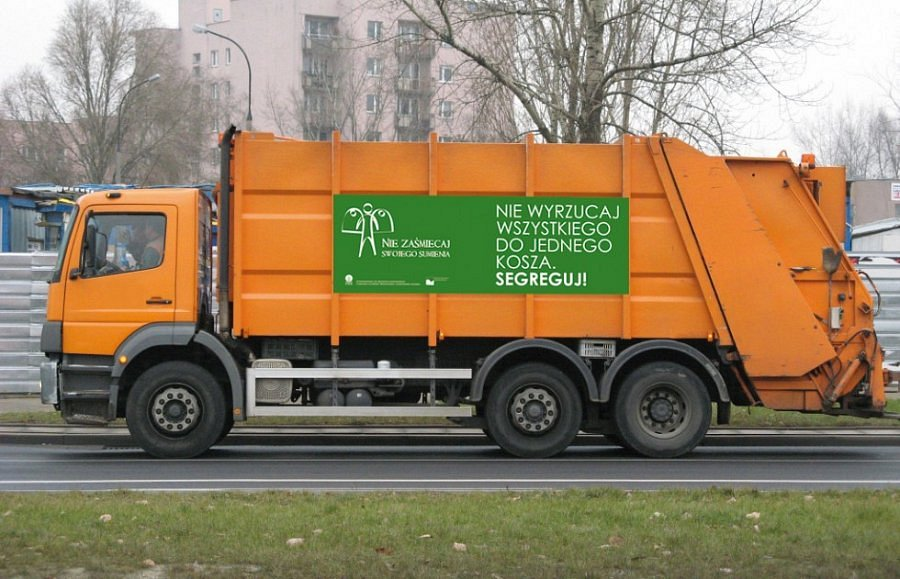 NIE ZAŚMIECAJ
SWOJEGO SUMIENIA
NIE WYRZUCAJ
WSZYSTKIEGO
DO JEDNEGO
KOSZA.
SEGREGUJ!